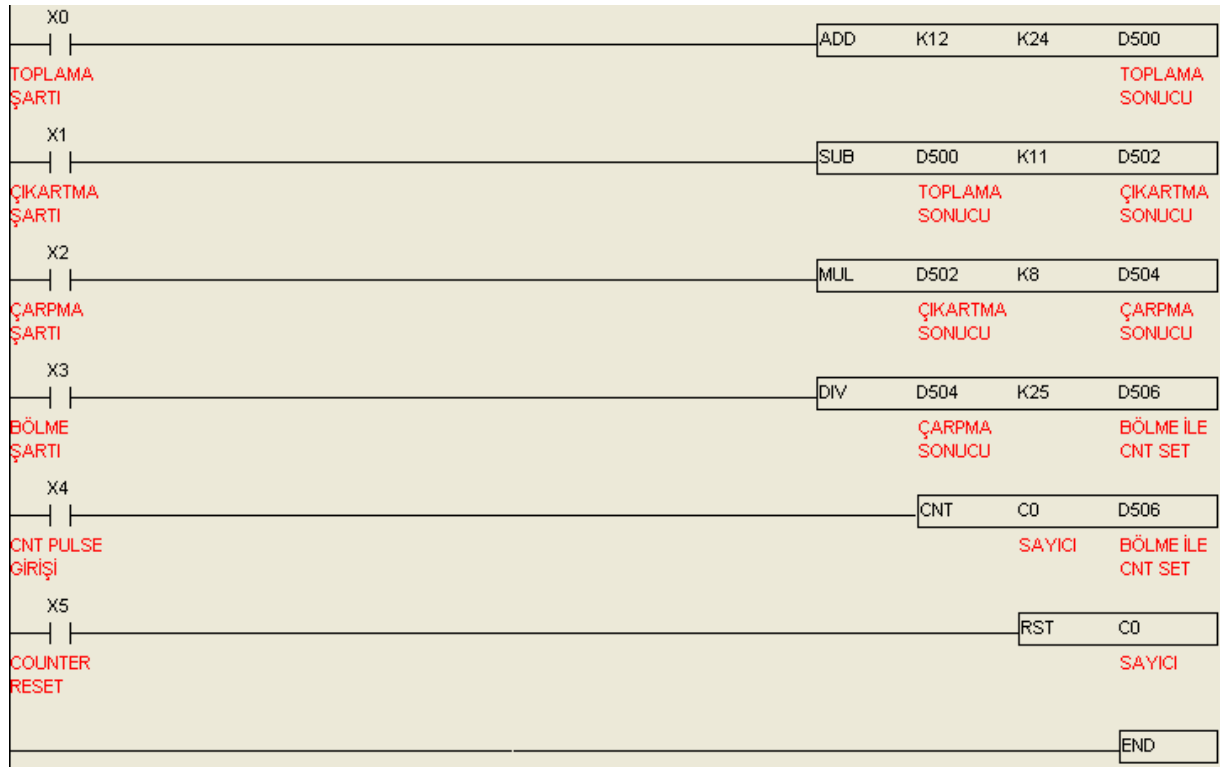 X0
ADD K12 K24 D500
TOPLAMA TOPLAMA
ŞARTI SONUCU
X1
SUB D500 K11 D502
ÇIKARTMA TOPLAMA ÇIKARTMA
ŞARTI SONUCU SONUCU
X2
MUL D502 K8 D504
ÇARPMA ÇIKARTMA ÇARPMA
ŞARTI SONUCU SONUCU
X3
DIV D504 K25 D506
BÖLME ÇARPMA BÖLME İLE
ŞARTI SONUCU CNT SET
X4
CNT C0 D506
CNT PULSE SAYICI BÖLME İLE
GİRİŞİ CNT SET
X5
RST C0
COUNTER SAYICI
RESET
END